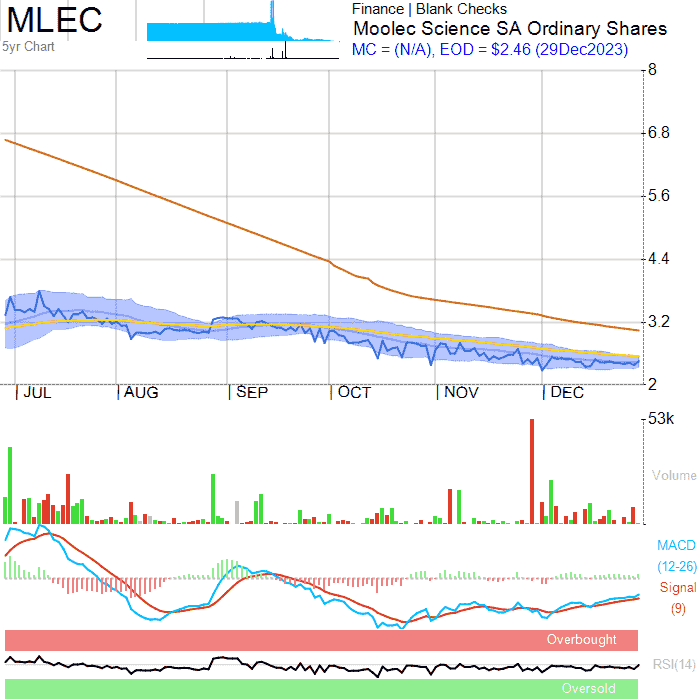 MLEC
5yr Chart
Finance | Blank Checks
Moolec Science SA Ordinary Shares
MC = (N/A), EOD = $2.46 (29Dec2023)
8
6.8
5.6
4.4
3.2
2
JUL AUG SEP OCT NOV DEC
53k
Volume
MACD
(12-26)
Signal
(9)
Overbought
RSI(14)
Oversold